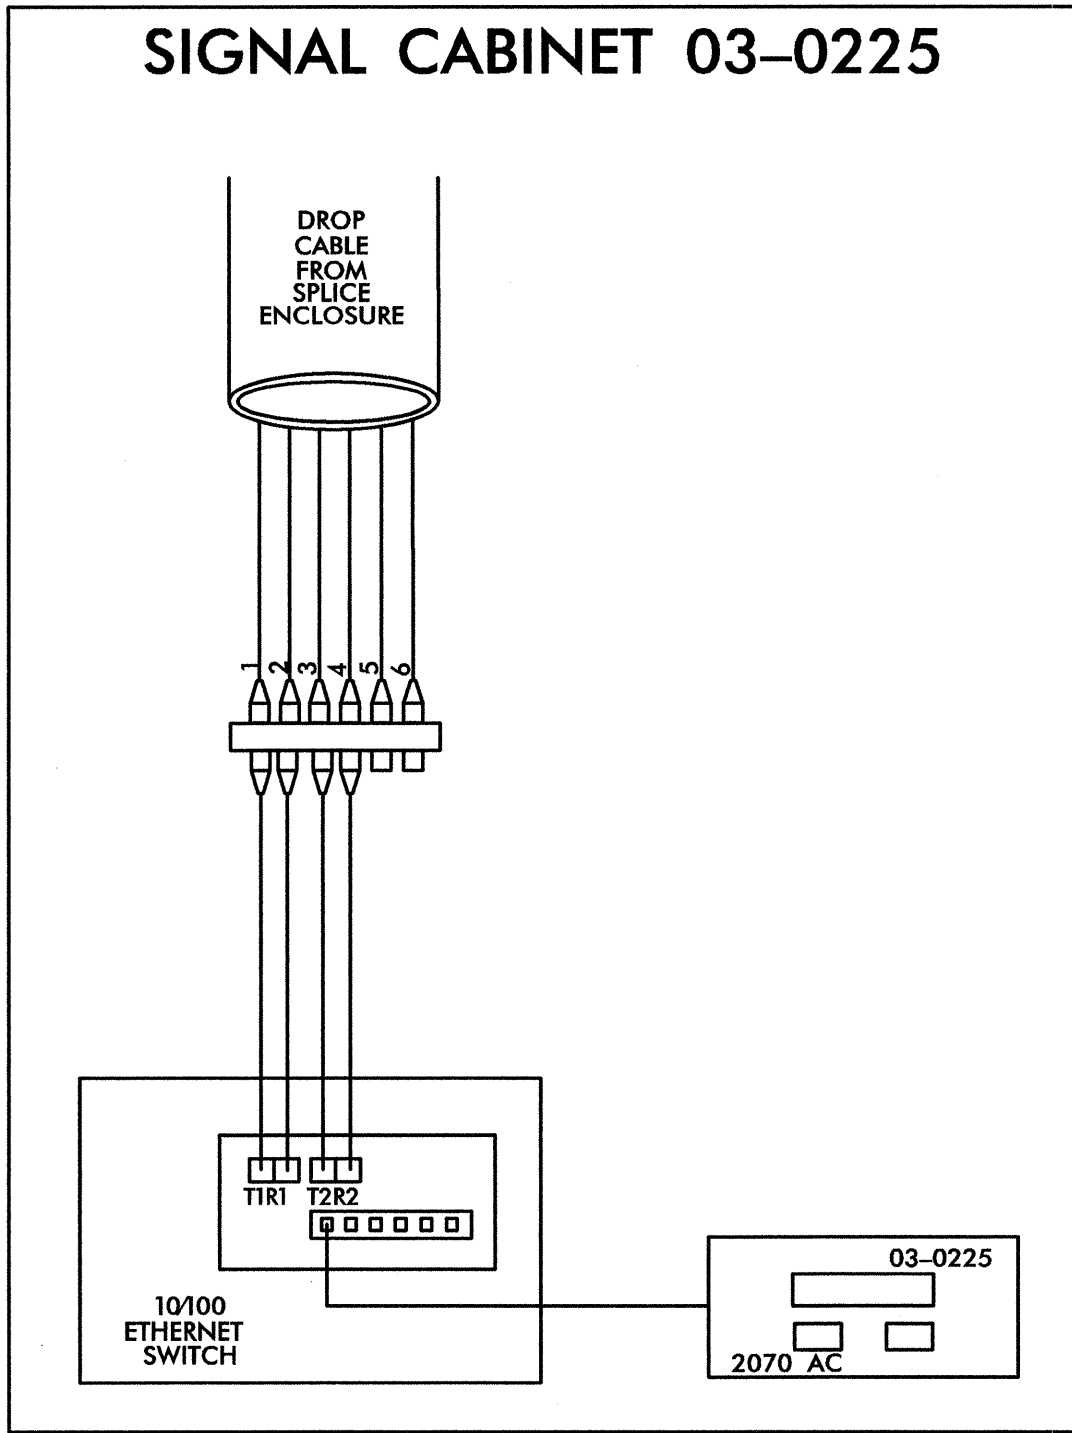 SIGNAL CABINET 03-0225
DROP
CABLE
FROM
SPLICE
ENCLOSURE
1 2 3 4 5 6
T1R1 T2R2
10/100
ETHERNET
SWITCH
03-0225
2070 AC